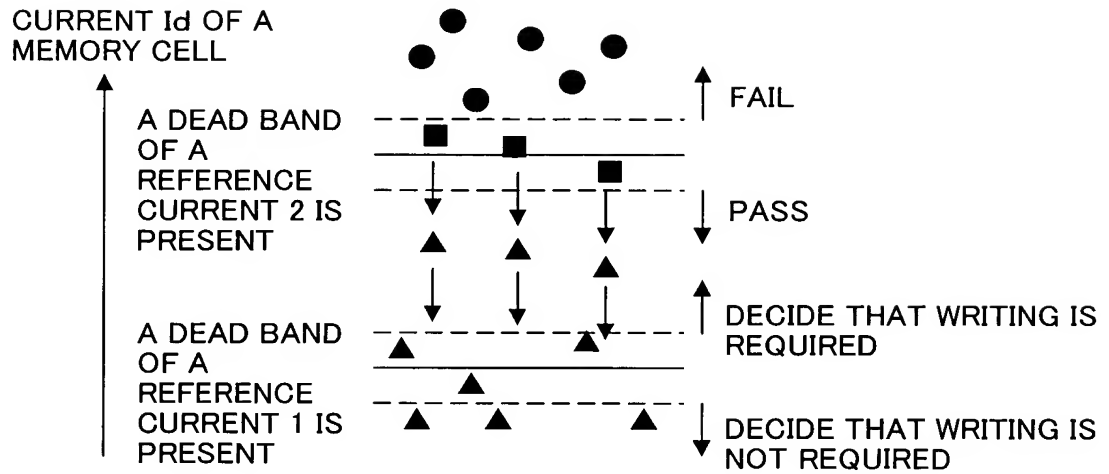 CURRENT Id OF A
MEMORY CELL
FAIL
A DEAD BAND
OF A
REFERENCE
CURRENT 2 IS
PRESENT
PASS
DECIDE THAT WRITING IS
REQUIRED
A DEAD BAND
OF A
REFERENCE
CURRENT 1 IS
PRESENT
DECIDE THAT WRITING IS
NOT REQUIRED